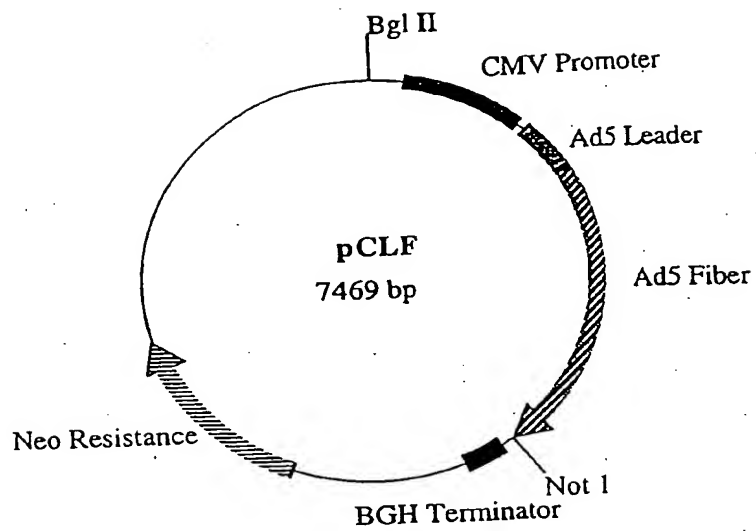 Bgl II
CMV Promoter
Ad5 Leader
pCLF
7469 bp
Ad5 Fiber
Neo Resistance
Not 1
BGH Terminator